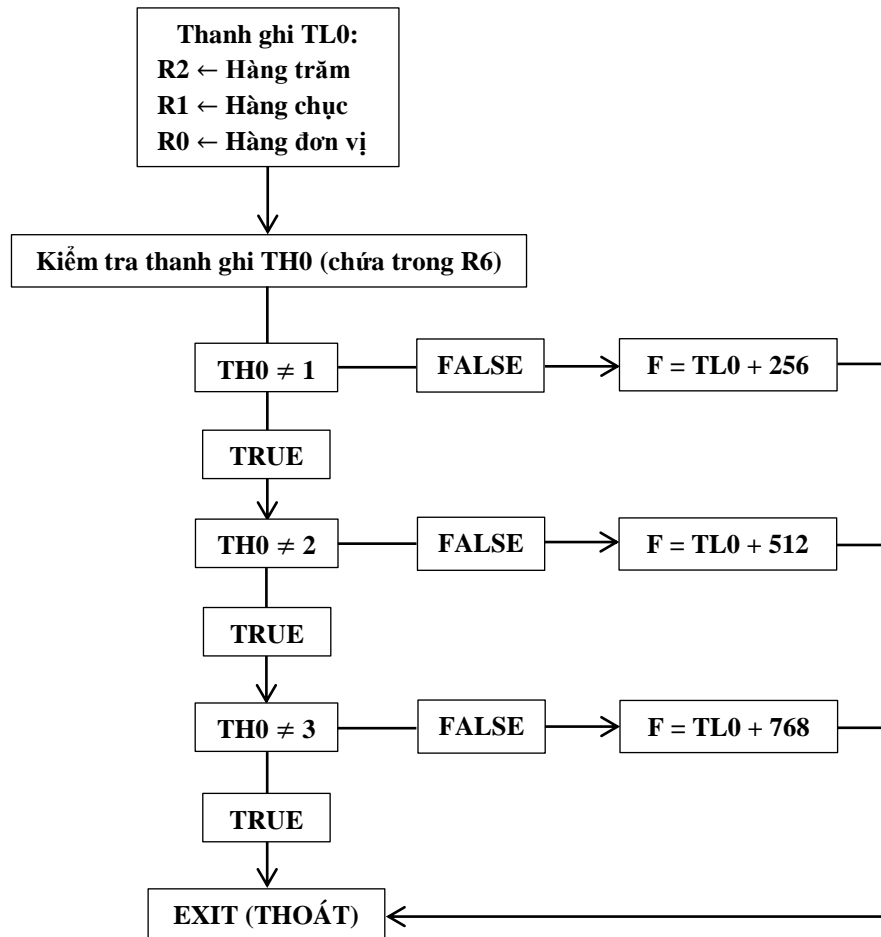 Thanh ghi TL0:
R2 ← Hàng trăm
R1 ← Hàng chục
R0 ← Hàng đơn vị
Kiểm tra thanh ghi TH0 (chứa trong R6)
TH0 ≠ 1
FALSE
F = TL0 + 256
TRUE
TH0 ≠ 2
FALSE
F = TL0 + 512
TRUE
TH0 ≠ 3
FALSE
F = TL0 + 768
TRUE
EXIT (THOÁT)